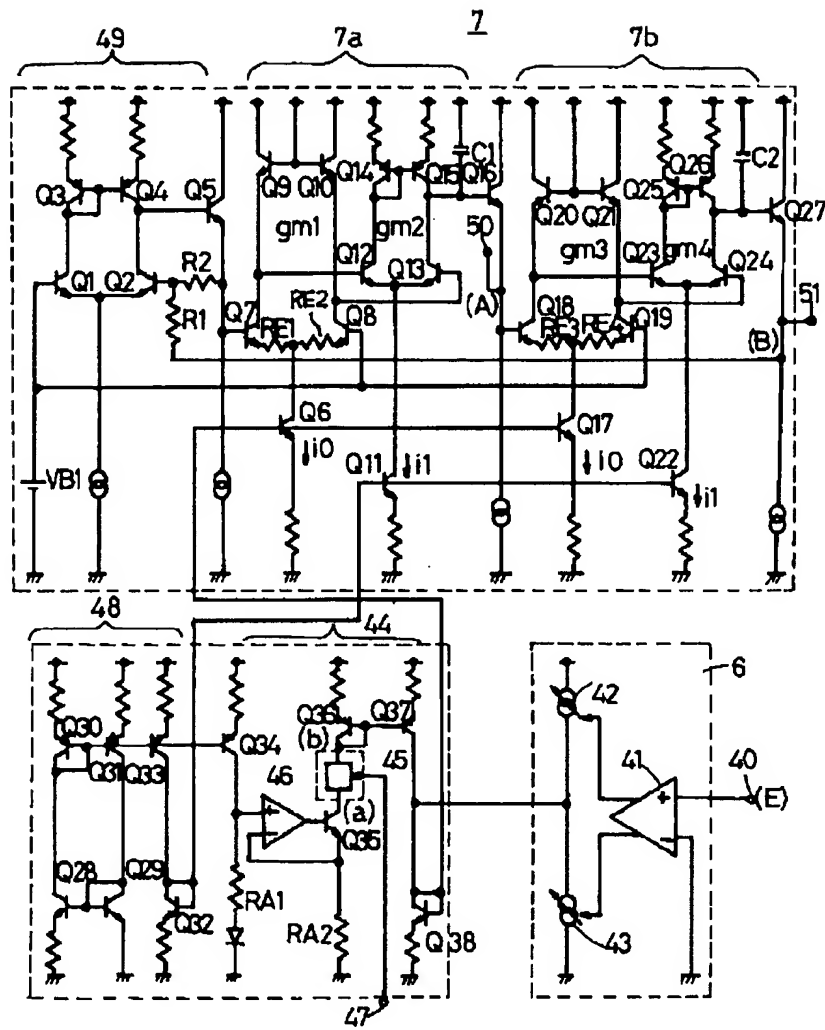 7
49 7a 7b
Q3 Q4 Q5 Q9 Q10 Q14 Q15 C1 Q16 Q20 Q21 Q25 Q26 C2 Q27
gm1 gm2 50 gm3 gm4
Q1 Q2 R2 Q12 Q13 Q23 Q24
R1 Q7 RE1 RE2 Q8 (A) Q18 RE3 RE4 Q19 (B) 51
Q6 Q17
VB1 i0 Q11 i1 i0 Q22 i1
48 44
6
Q30 Q31 Q33 Q34 Q36 Q37 42
(b) 45 41 40
46 (a) (E)
+ - + -
Q35
Q28 Q29 Q32 RA1 RA2 Q38 43
47